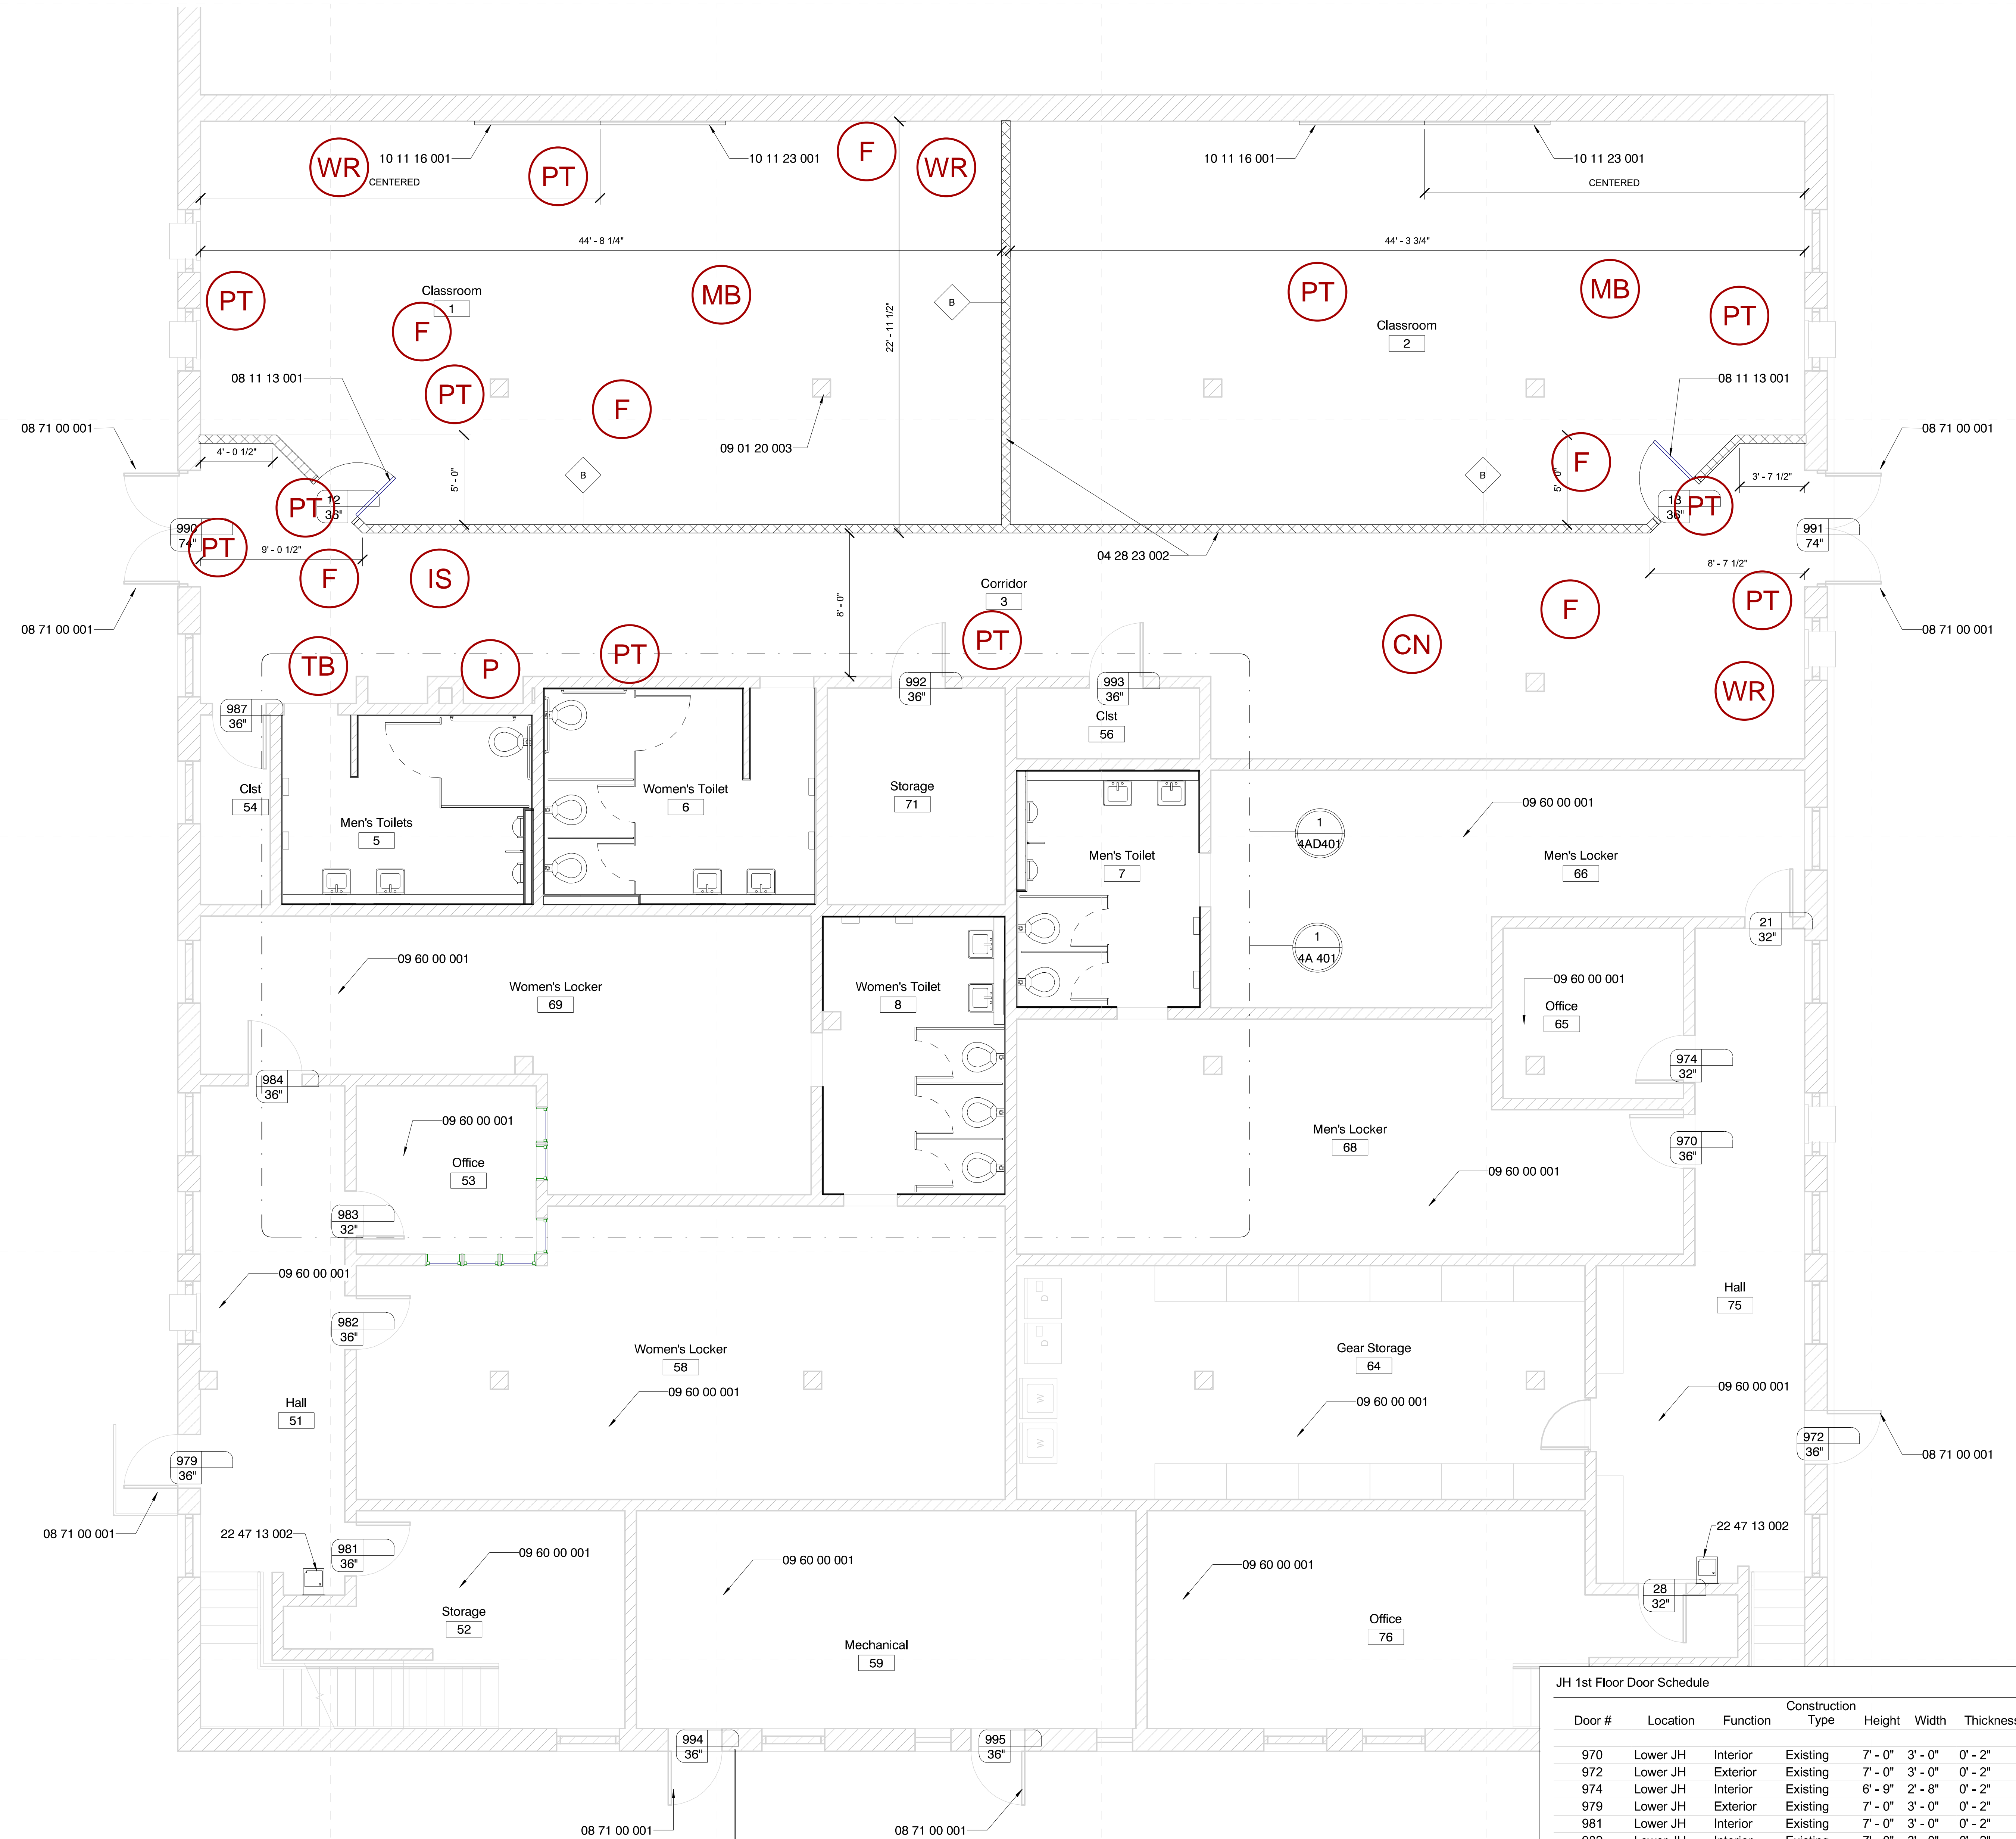 WR
10 11 16 001
CENTERED
PT
10 11 23 001
F
WR
10 11 16 001
10 11 23 001
CENTERED
44' - 8 1/4"
44' - 3 3/4"
PT
Classroom
1
F
MB
B
22' - 11 1/2"
PT
Classroom
2
MB
PT
08 11 13 001
PT
F
09 01 20 003
08 11 13 001
08 71 00 001
4' - 0 1/2"
5' - 0"
B
B
F
5' - 0"
3' - 7 1/2"
08 71 00 001
PT
12
36"
13
36"
PT
990
74"
PT
9' - 0 1/2"
04 28 23 002
991
74"
8' - 7 1/2"
F
IS
8' - 0"
Corridor
3
F
PT
08 71 00 001
08 71 00 001
TB
P
PT
PT
CN
WR
987
36"
992
36"
993
36"
Clst
56
Clst
54
Men's Toilets
5
Women's Toilet
6
Storage
71
Men's Toilet
7
1
4AD401
09 60 00 001
Men's Locker
66
21
32"
09 60 00 001
Women's Locker
69
Women's Toilet
8
1
4A 401
09 60 00 001
Office
65
984
36"
974
32"
09 60 00 001
Office
53
Men's Locker
68
970
36"
09 60 00 001
983
32"
09 60 00 001
982
36"
Hall
75
D
D
W
W
Women's Locker
58
09 60 00 001
Gear Storage
64
09 60 00 001
09 60 00 001
Hall
51
979
36"
972
36"
08 71 00 001
08 71 00 001
22 47 13 002
981
36"
09 60 00 001
09 60 00 001
09 60 00 001
22 47 13 002
28
32"
Storage
52
Mechanical
59
Office
76
994
36"
995
36"
08 71 00 001
08 71 00 001
JH 1st Floor Door Schedule
Door # Location Function Construction Type Height Width Thickness
970 Lower JH Interior Existing 7' - 0" 3' - 0" 0' - 2"
972 Lower JH Exterior Existing 7' - 0" 3' - 0" 0' - 2"
974 Lower JH Interior Existing 6' - 9" 2' - 8" 0' - 2"
979 Lower JH Exterior Existing 7' - 0" 3' - 0" 0' - 2"
981 Lower JH Interior Existing 7' - 0" 3' - 0" 0' - 2"